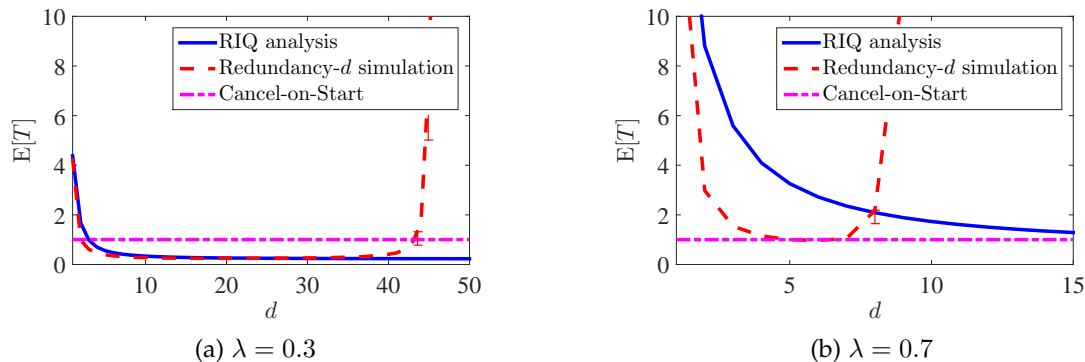 10
8
6
4
2
0
E[T]
RIQ analysis
Redundancy-d simulation
Cancel-on-Start
10 20 30 40 50
d
(a) λ = 0.3
10
8
6
4
2
0
E[T]
RIQ analysis
Redundancy-d simulation
Cancel-on-Start
5 10 15
d
(b) λ = 0.7